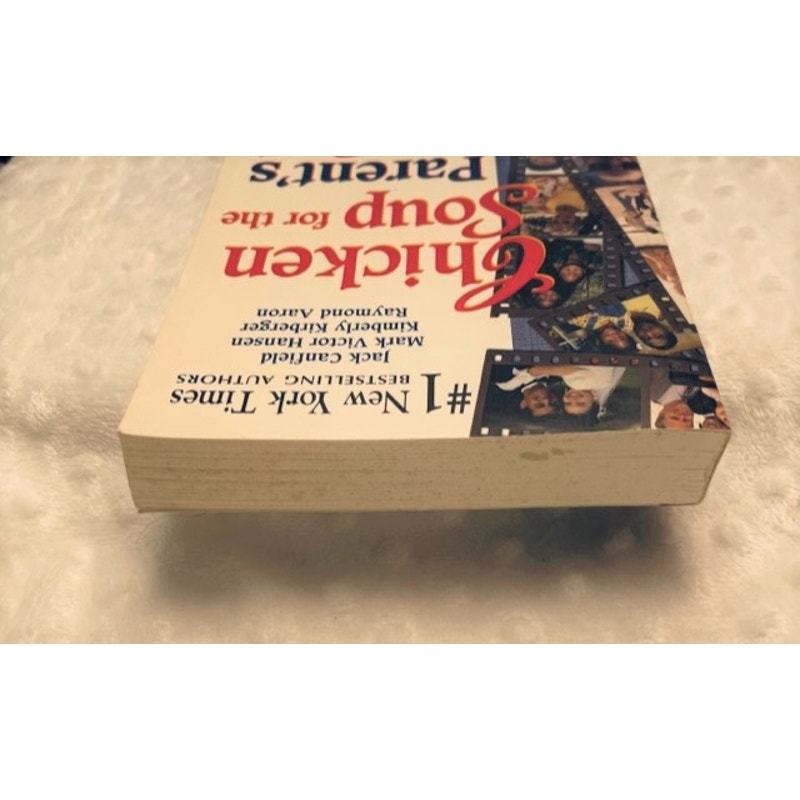 #1 New York Times
BESTSELLING AUTHORS
Jack Canfield
Mark Victor Hansen
Kimberly Kirberger
Raymond Aaron
Chicken
Soup for the
Parent's